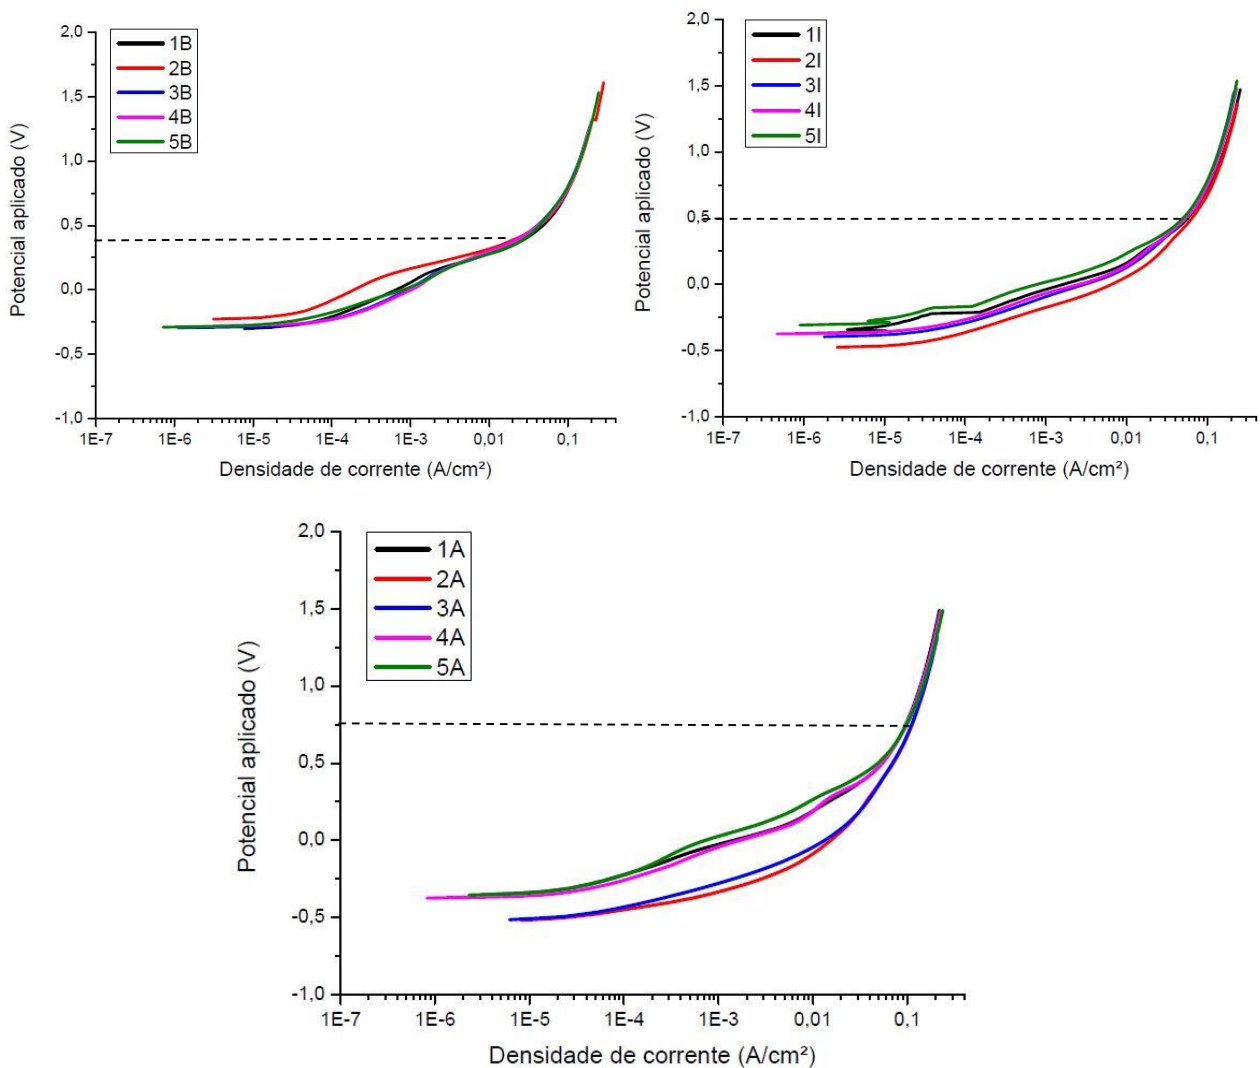 2,0
1,5
1,0
0,5
0,0
-0,5
-1,0
Potencial aplicado (V)
1B
2B
3B
4B
5B
1E-7 1E-6 1E-5 1E-4 1E-3 0,01 0,1
Densidade de corrente (A/cm²)
2,0
1,5
1,0
0,5
0,0
-0,5
-1,0
Potencial aplicado (V)
1I
2I
3I
4I
5I
1E-7 1E-6 1E-5 1E-4 1E-3 0,01 0,1
Densidade de corrente (A/cm²)
2,0
1,5
1,0
0,5
0,0
-0,5
-1,0
Potencial aplicado (V)
1A
2A
3A
4A
5A
1E-7 1E-6 1E-5 1E-4 1E-3 0,01 0,1
Densidade de corrente (A/cm²)